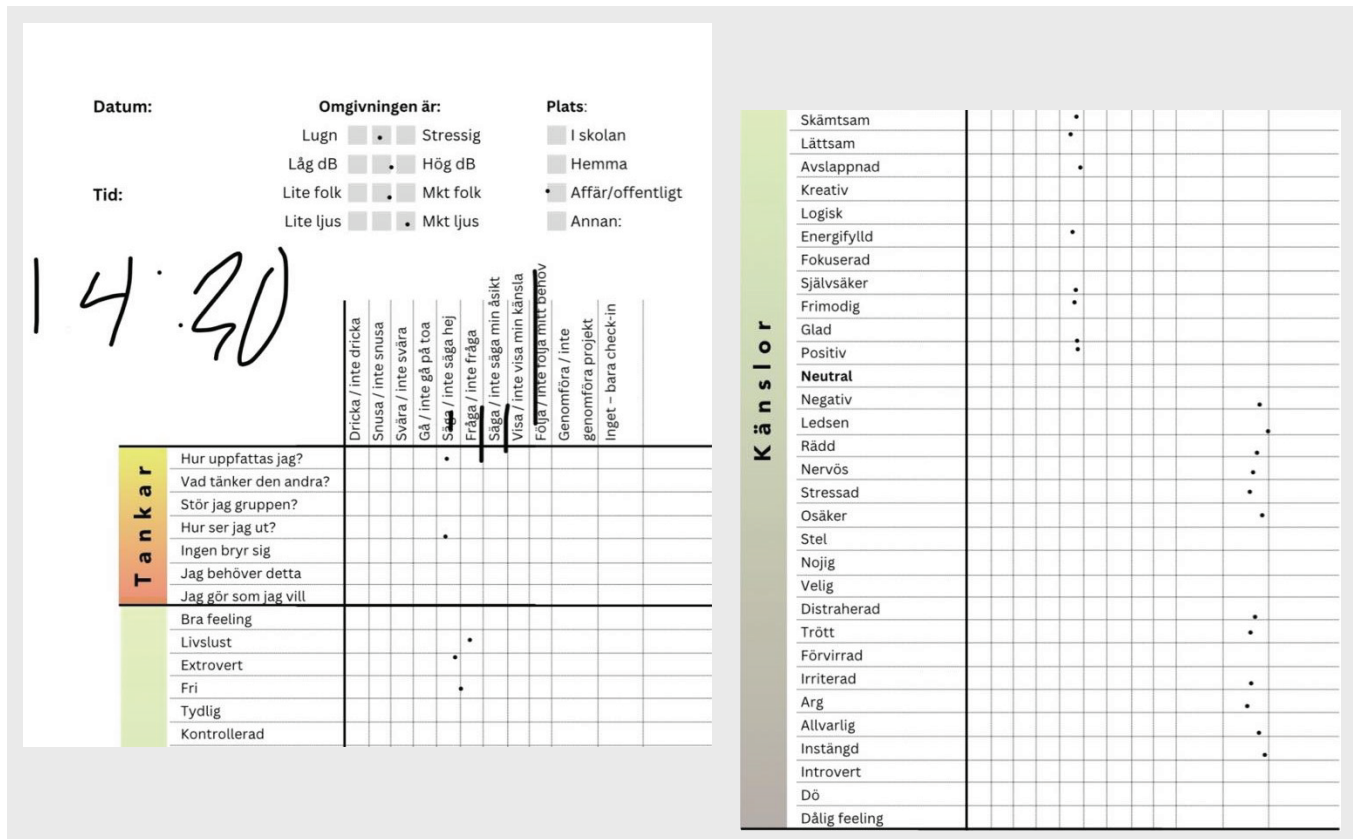 Datum:
Omgivningen är:
Plats:
Lugn Stressig
I skolan
Låg dB Hög dB
Hemma
Tid:
Lite folk Mkt folk
Affär/offentligt
Lite ljus Mkt ljus
Annan:
14:20
Dricka / inte dricka
Snusa / inte snusa
Svära / inte svära
Gå / inte gå på toa
Säga / inte säga hej
Fråga / inte fråga
Säga / inte säga min åsikt
Visa / inte visa min känsla
Följa / inte följa mitt behov
Genomföra / inte
genomföra projekt
Inget – bara check-in
Tankar
Hur uppfattas jag?
Vad tänker den andra?
Stör jag gruppen?
Hur ser jag ut?
Ingen bryr sig
Jag behöver detta
Jag gör som jag vill
Bra feeling
Livslust
Extrovert
Fri
Tydlig
Kontrollerad
Känslor
Skämtsam
Lättsam
Avslappnad
Kreativ
Logisk
Energifylld
Fokuserad
Självsäker
Frimodig
Glad
Positiv
Neutral
Negativ
Ledsen
Rädd
Nervös
Stressad
Osäker
Stel
Nojig
Velig
Distraherad
Trött
Förvirrad
Irriterad
Arg
Allvarlig
Instängd
Introvert
Dö
Dålig feeling